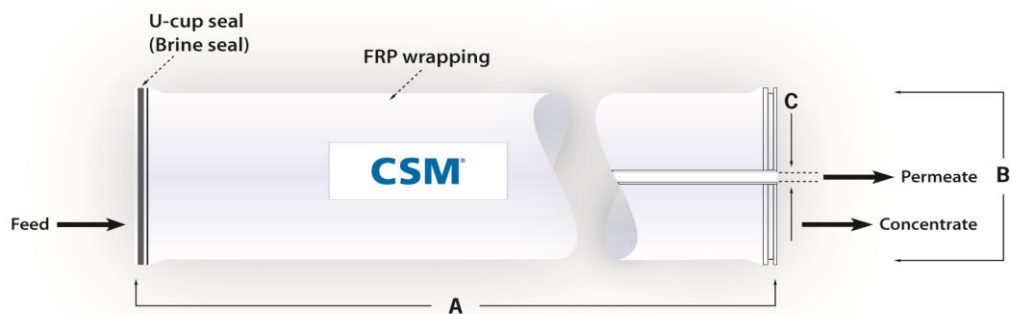 U-cup seal
(Brine seal)
FRP wrapping
C
CSM®
Permeate
B
Feed
Concentrate
A